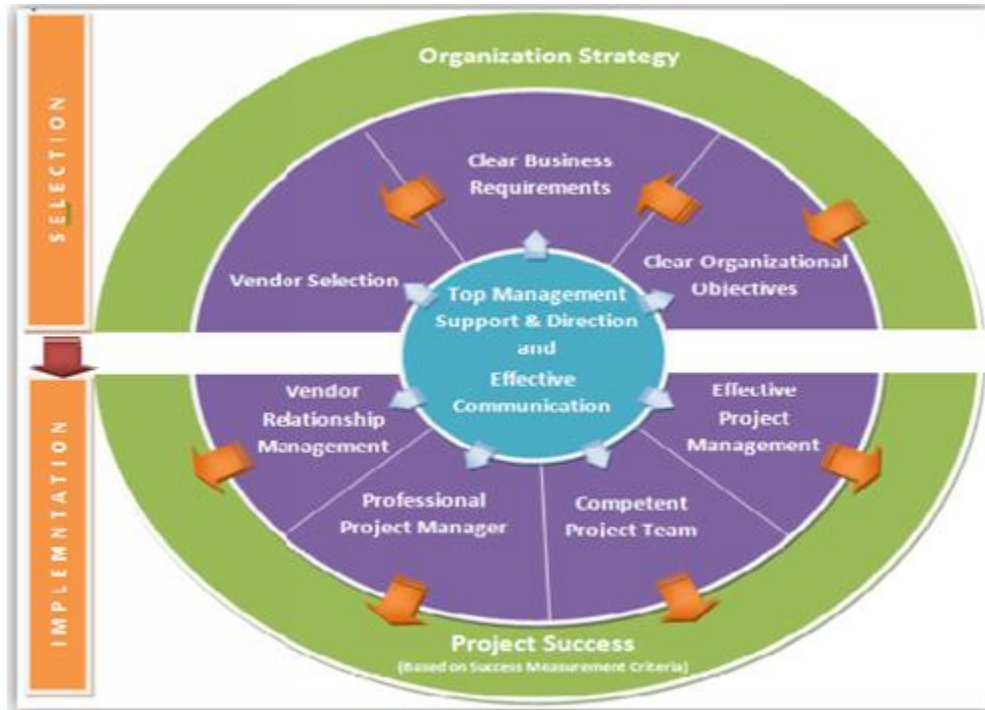 SELECTION
Organization Strategy
Clear Business
Requirements
Vendor Selection
Clear Organizational
Objectives
Top Management
Support & Direction
and
Effective
Communication
IMPLEMNTATION
Vendor
Relationship
Management
Effective
Project
Management
Professional
Project Manager
Competent
Project Team
Project Success
(Based on Success Measurement Criteria)